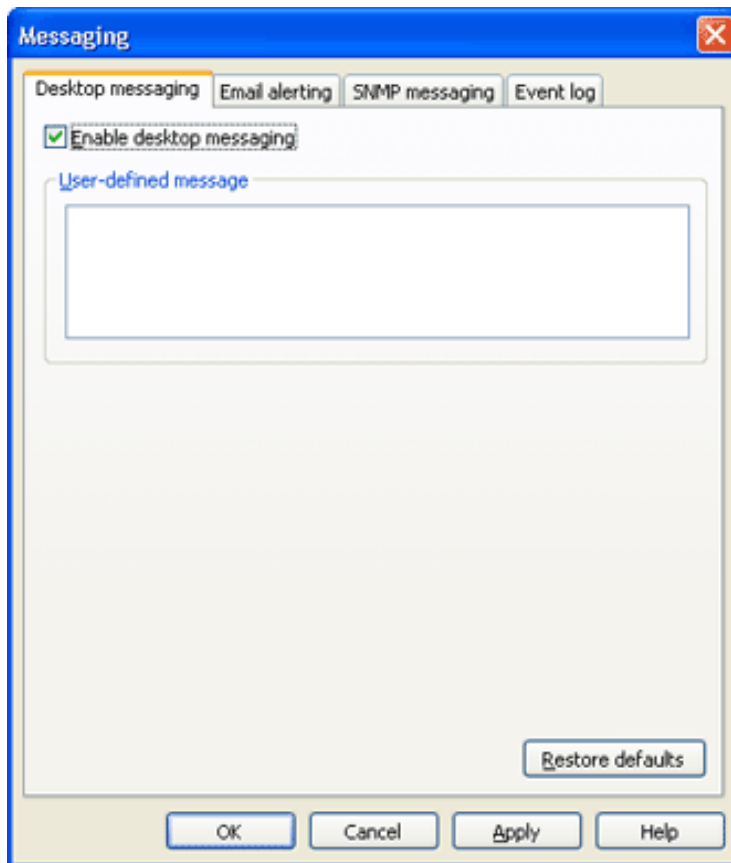 Messaging
Desktop messaging Email alerting SNMP messaging Event log
Enable desktop messaging
User-defined message
Restore defaults
OK Cancel Apply Help